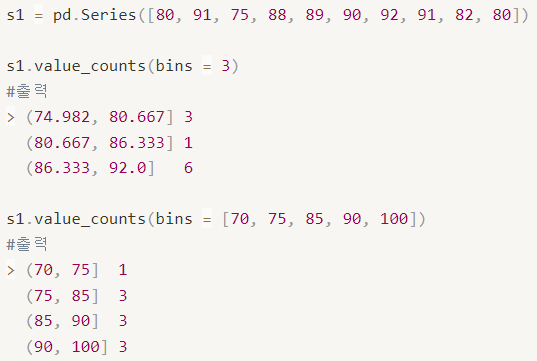 s1 = pd.Series([80, 91, 75, 88, 89, 90, 92, 91, 82, 80])
s1.value_counts(bins = 3)
#출력
> (74.982, 80.667] 3
(80.667, 86.333] 1
(86.333, 92.0] 6
s1.value_counts(bins = [70, 75, 85, 90, 100])
#출력
> (70, 75] 1
(75, 85] 3
(85, 90] 3
(90, 100] 3